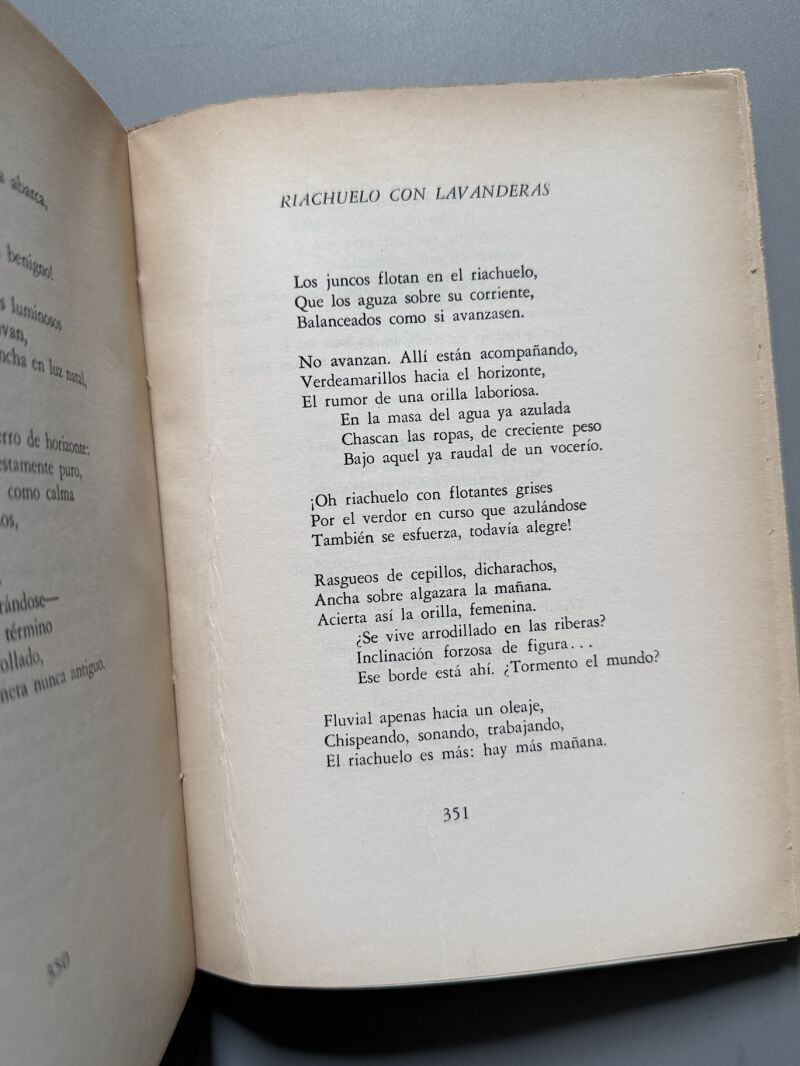 abarca,
benigno!
luminosos
en luz natal,
de horizonte:
puro,
como calma
término
nunca antiguo.
350
RIACHUELO CON LAVANDERAS
Los juncos flotan en el riachuelo,
Que los aguza sobre su corriente,
Balanceados como si avanzasen.
No avanzan. Allí están acompañando,
Verdeamarillos hacia el horizonte,
El rumor de una orilla laboriosa.
En la masa del agua ya azulada
Chascan las ropas, de creciente peso
Bajo aquel ya raudal de un vocerío.
¡Oh riachuelo con flotantes grises
Por el verdor en curso que azulándose
También se esfuerza, todavía alegre!
Rasgueos de cepillos, dicharachos,
Ancha sobre algazara la mañana.
Acierta así la orilla, femenina.
¿Se vive arrodillado en las riberas?
Inclinación forzosa de figura...
Ese borde está ahí. ¿Tormento el mundo?
Fluvial apenas hacia un oleaje,
Chispeando, sonando, trabajando,
El riachuelo es más: hay más mañana.
351